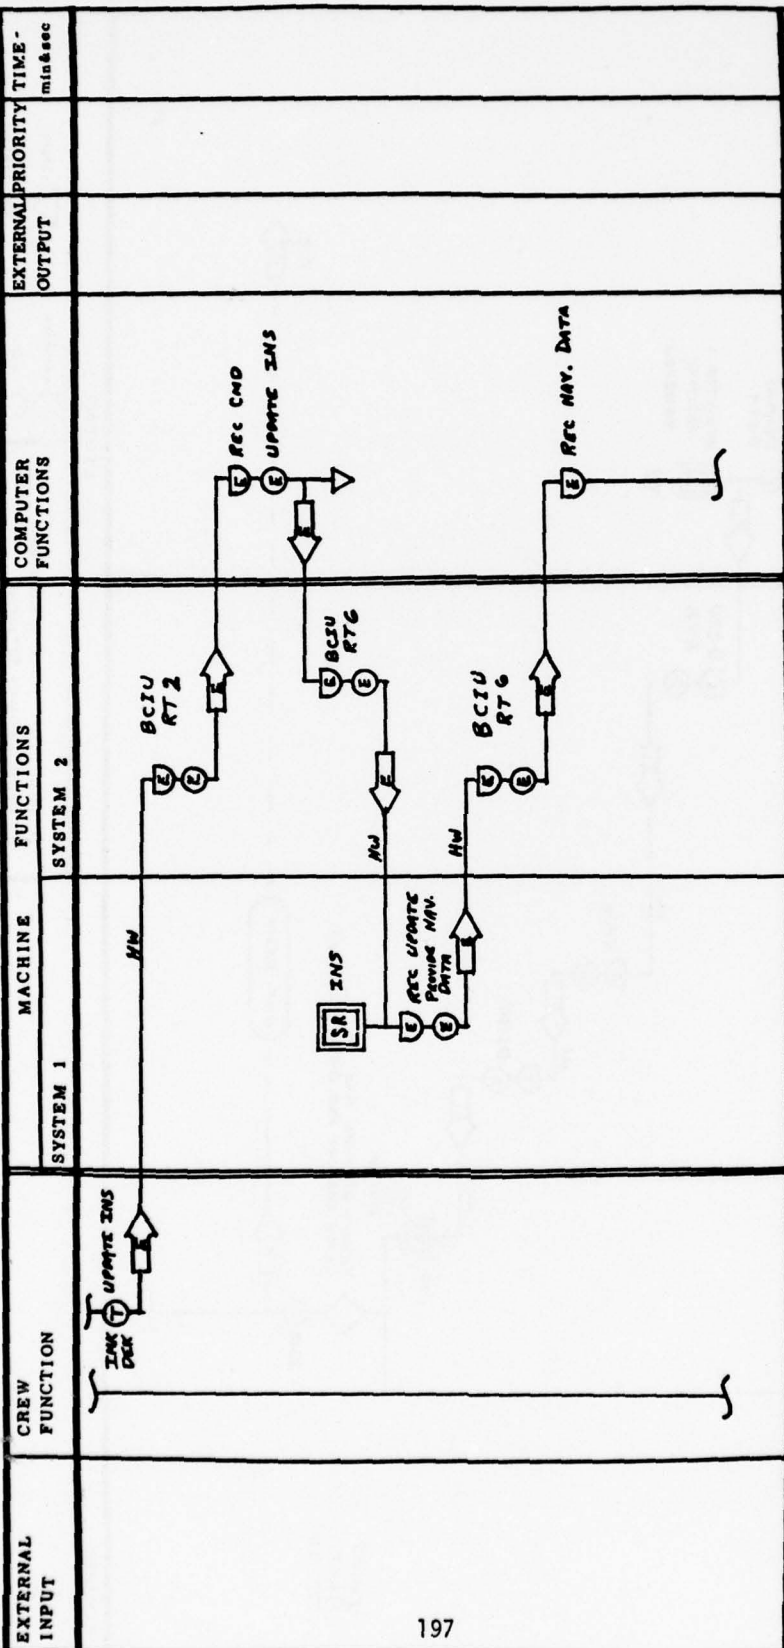 EXTERNAL
INPUT
CREW
FUNCTION
MACHINE FUNCTIONS
SYSTEM 1
SYSTEM 2
COMPUTER
FUNCTIONS
EXTERNAL
OUTPUT
PRIORITY
TIME-
min&sec
IMK
DEK
T
UPDATE INS
E
HW
BCIU
RT 2
E
E
E
E
REC CMD
E
UPDATE INS
E
BCIU
RT6
E
E
E
HW
SR
INS
E
E
REC UPDATE
PROVIDE NAV.
DATA
E
HW
BCIU
RT 6
E
E
E
E
REC NAV. DATA
197